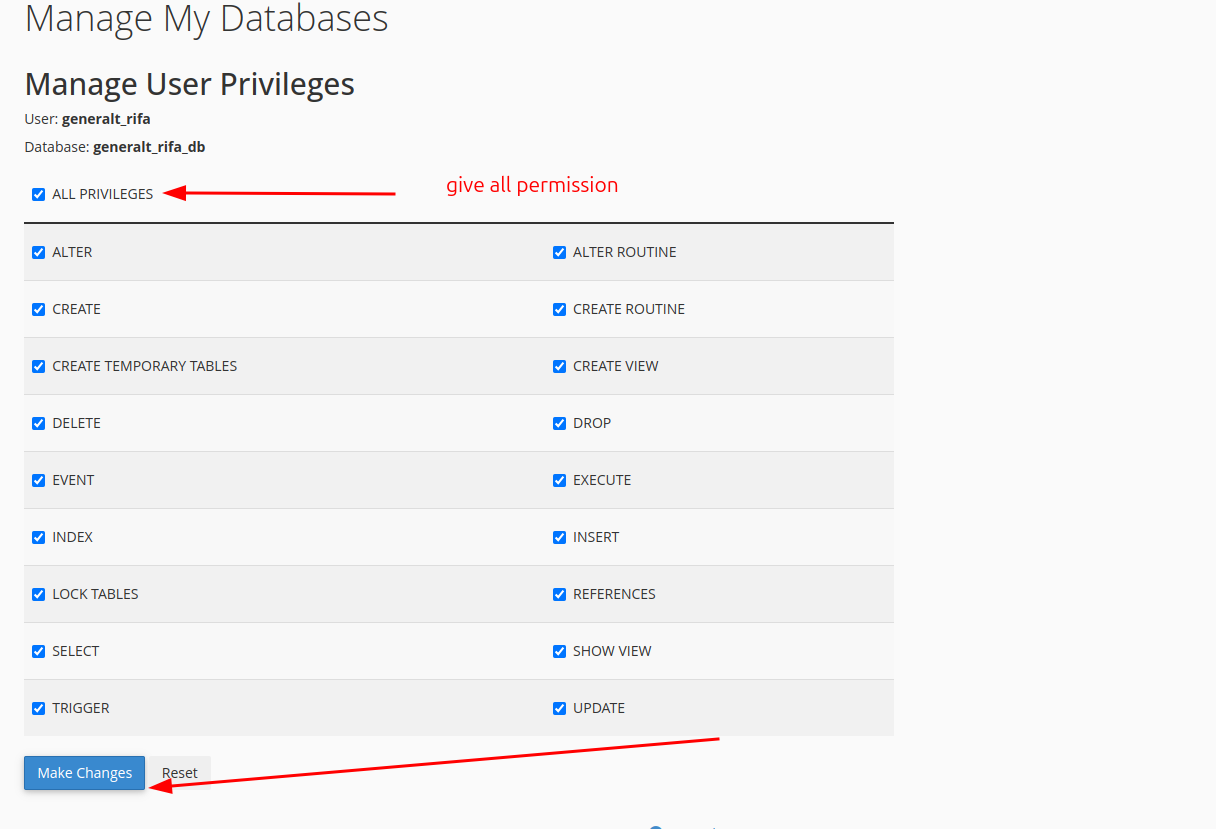 Manage My Databases
Manage User Privileges
User: generalt_rifa
Database: generalt_rifa_db
ALL PRIVILEGES
give all permission
ALTER
ALTER ROUTINE
CREATE
CREATE ROUTINE
CREATE TEMPORARY TABLES
CREATE VIEW
DELETE
DROP
EVENT
EXECUTE
INDEX
INSERT
LOCK TABLES
REFERENCES
SELECT
SHOW VIEW
TRIGGER
UPDATE
Make Changes
Reset